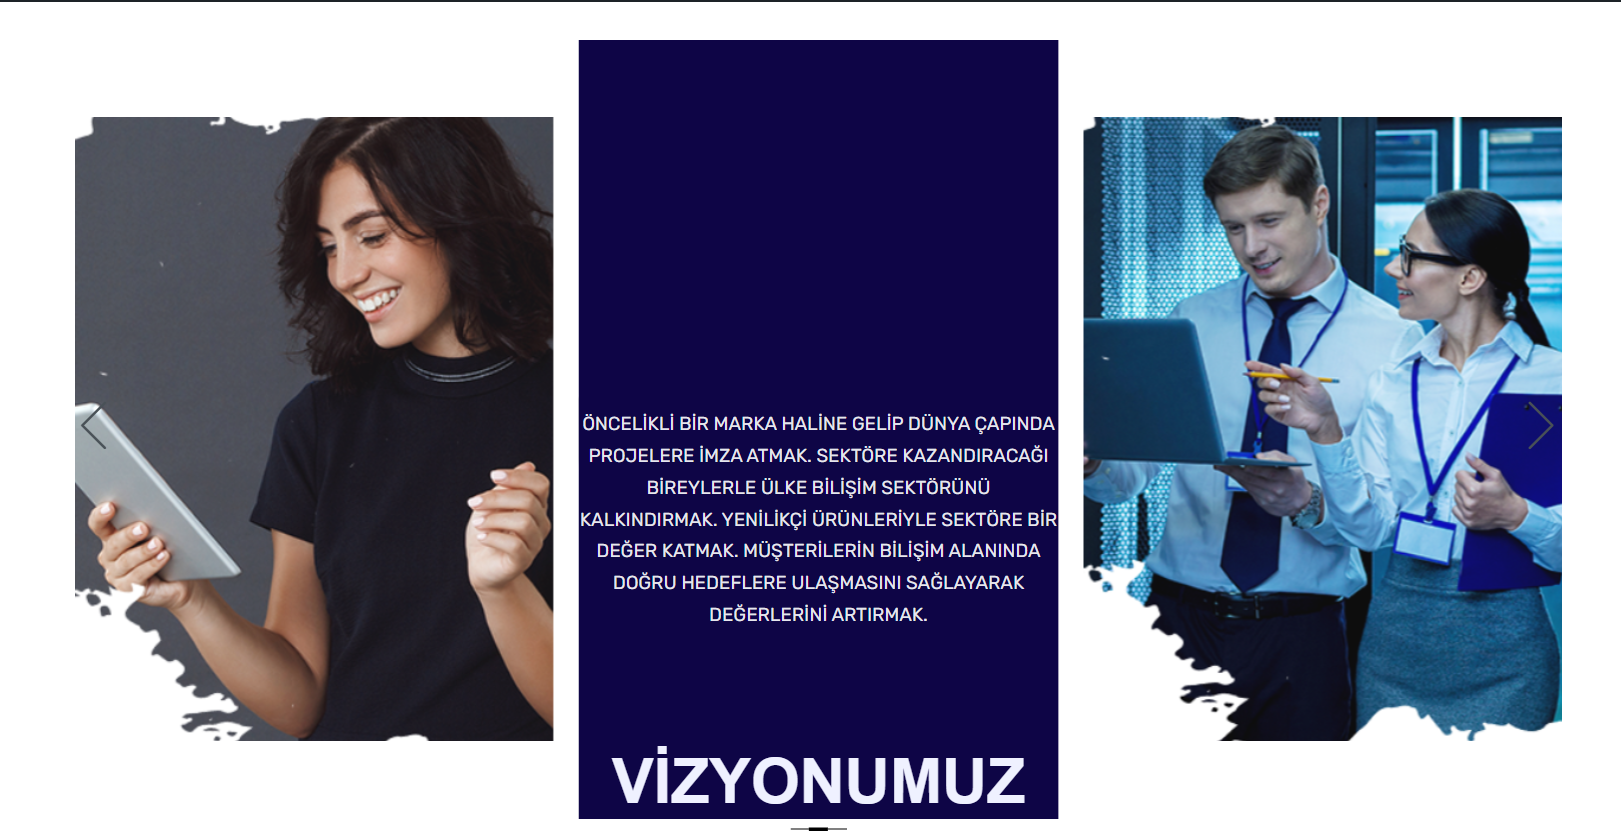 ÖNCELİKLİ BİR MARKA HALİNE GELİP DÜNYA ÇAPINDA
PROJELERE İMZA ATMAK. SEKTÖRE KAZANDIRACAĞI
BİREYLERLE ÜLKE BİLİŞİM SEKTÖRÜNÜ
KALKINDIRMAK. YENİLİKÇİ ÜRÜNLERİYLE SEKTÖRE BİR
DEĞER KATMAK. MÜŞTERİLERİN BİLİŞİM ALANINDA
DOĞRU HEDEFLERE ULAŞMASINI SAĞLAYARAK
DEĞERLERİNİ ARTIRMAK.
VİZYONUMUZ